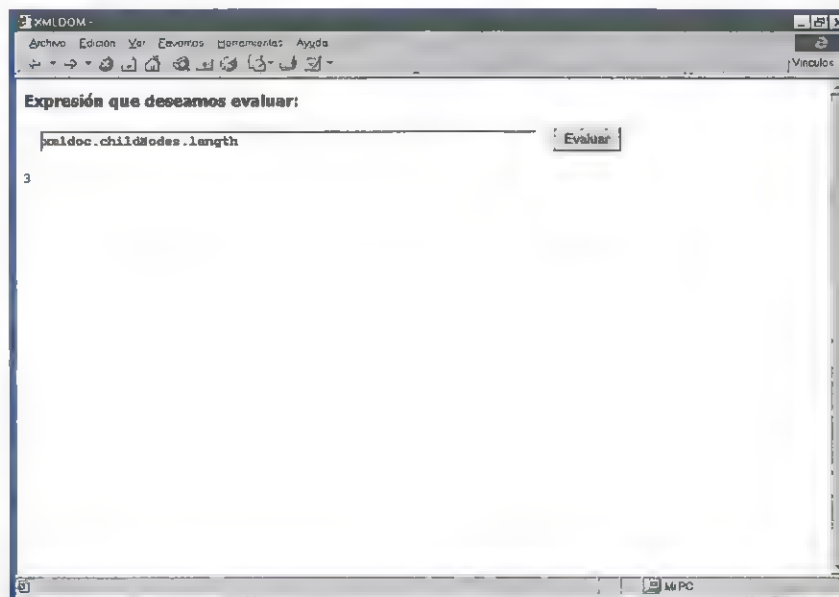 XMLDOM -
Archivo Edición Ver Favoritos Herramientas Ayuda
Vínculos
Expresión que deseamos evaluar:
xmldoc.childNodes.length
Evaluar
3
Mi PC